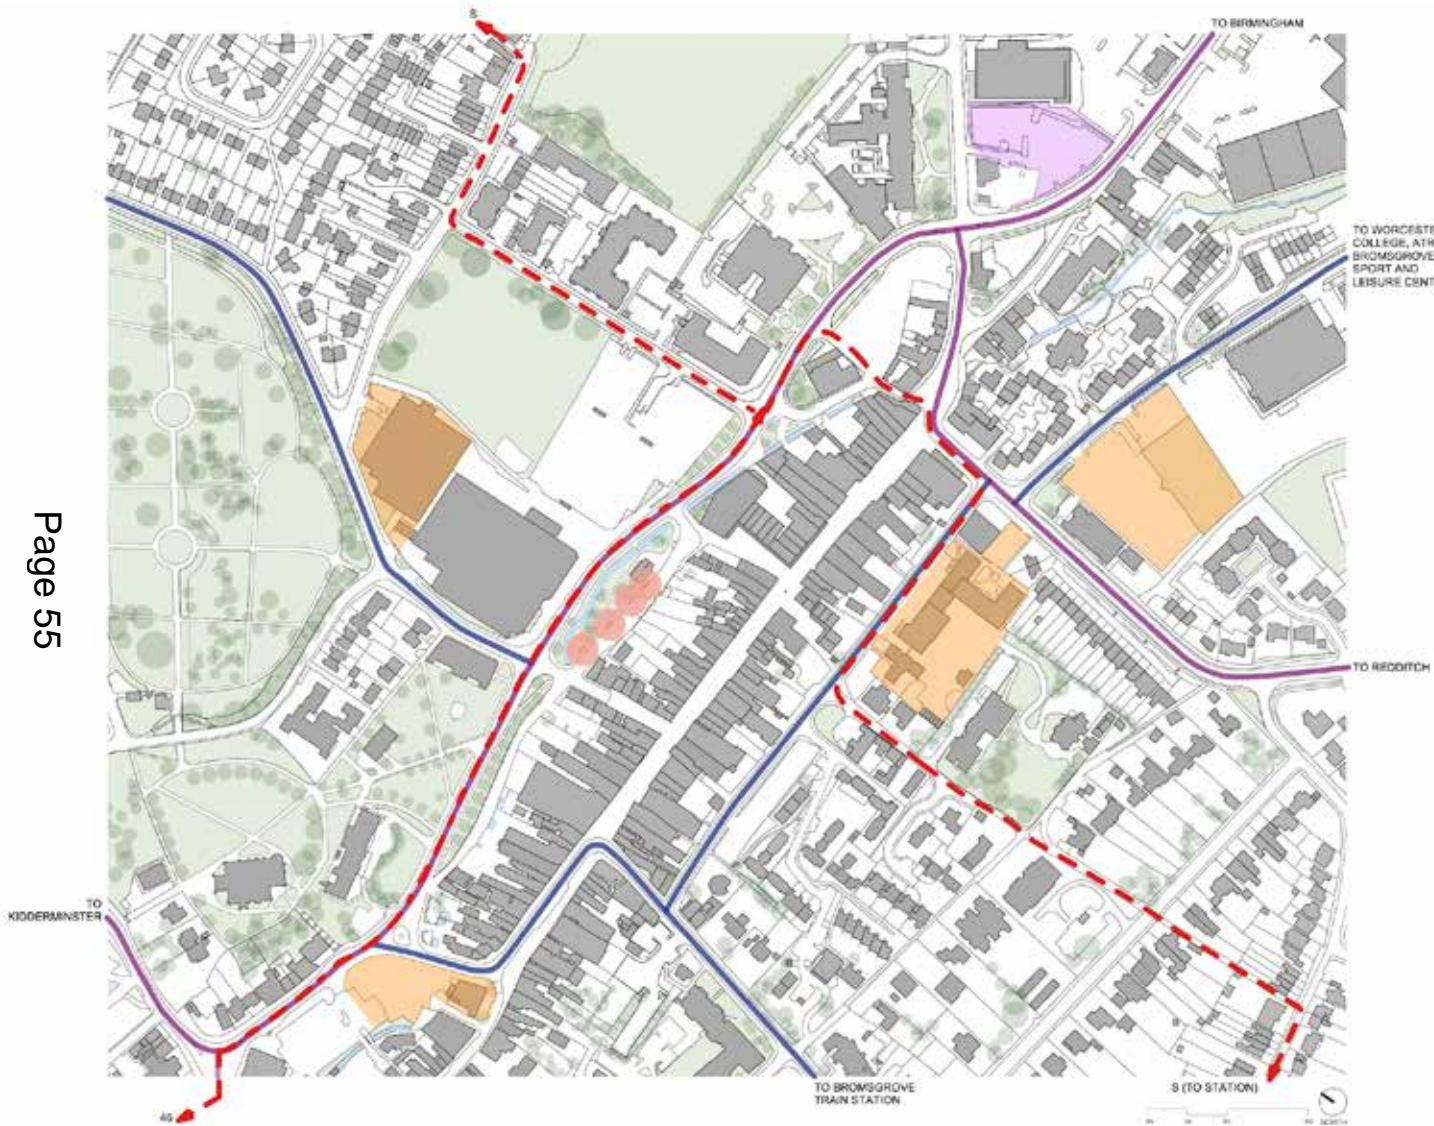 S
TO BIRMINGHAM
TO WORCESTE
COLLEGE, ATR
BROMSGROVE
SPORT AND
LEISURE CENT
Page 55
TO REDDITCH
TO
KIDDERMINSTER
TO BROMSGROVE
TRAIN STATION
S (TO STATION)
46
NORTH